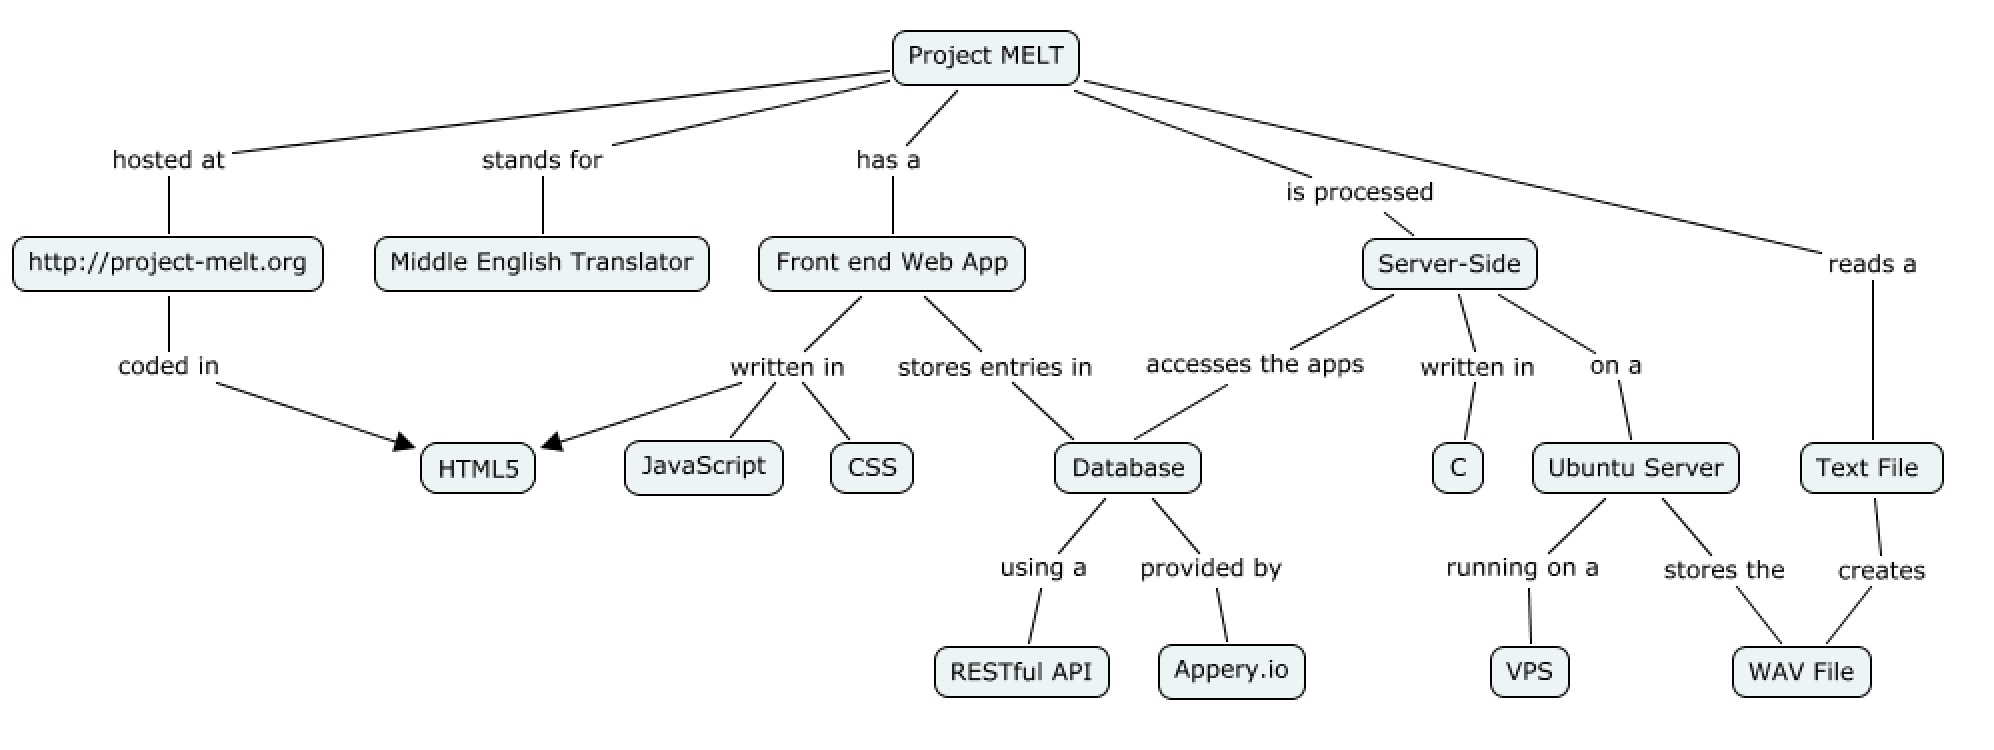 Project MELT
hosted at
stands for
has a
is processed
reads a
http://project-melt.org
Middle English Translator
Front end Web App
Server-Side
coded in
written in
stores entries in
accesses the apps
written in
on a
HTML5
JavaScript
CSS
Database
C
Ubuntu Server
Text File
using a
provided by
running on a
stores the
creates
RESTful API
Appery.io
VPS
WAV File